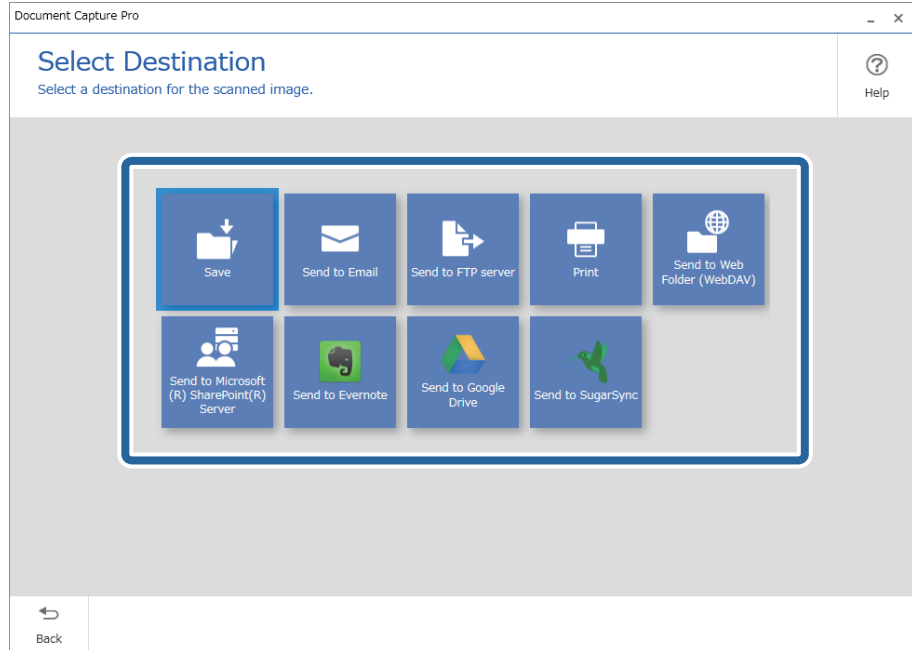 Document Capture Pro
Select Destination
Select a destination for the scanned image.
Help
Save
Send to Email
Send to FTP server
Print
Send to Web
Folder (WebDAV)
Send to Microsoft
(R) SharePoint(R)
Server
Send to Evernote
Send to Google
Drive
Send to SugarSync
Back